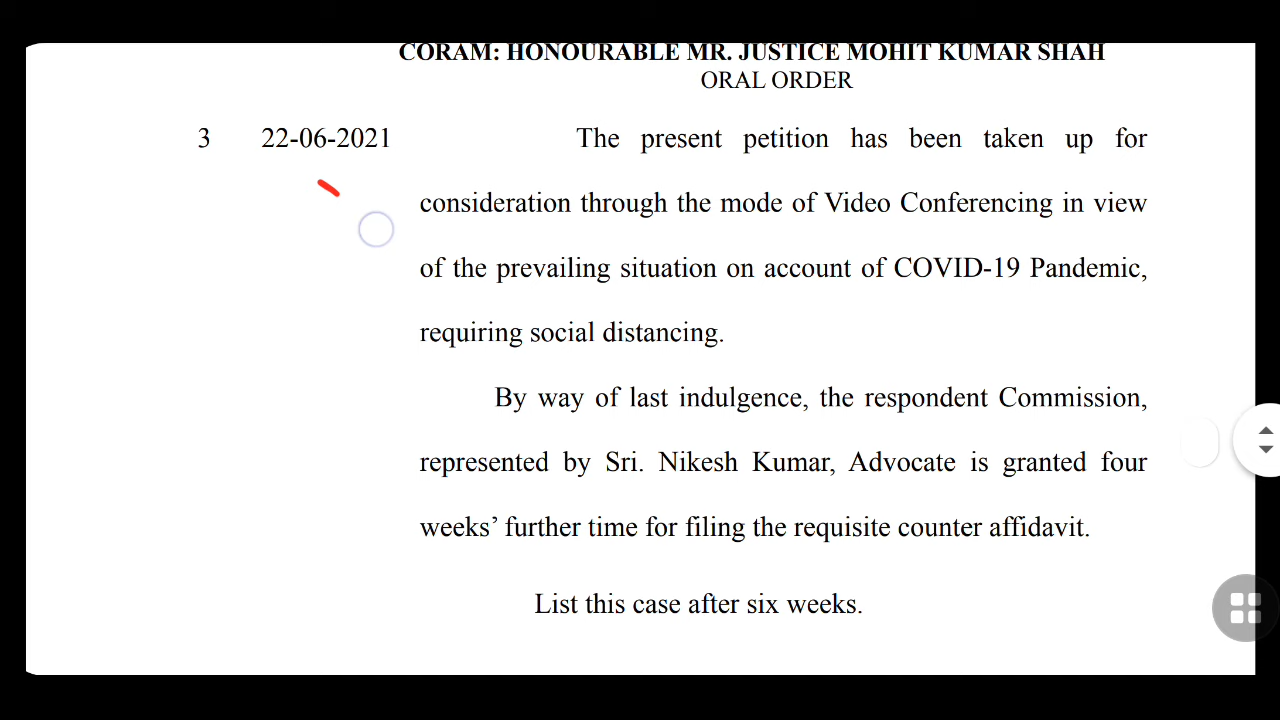 CORAM: HONOURABLE MR. JUSTICE MOHIT KUMAR SHAH
ORAL ORDER
3 22-06-2021 The present petition has been taken up for
consideration through the mode of Video Conferencing in view
of the prevailing situation on account of COVID-19 Pandemic,
requiring social distancing.
By way of last indulgence, the respondent Commission,
represented by Sri. Nikesh Kumar, Advocate is granted four
weeks’ further time for filing the requisite counter affidavit.
List this case after six weeks.